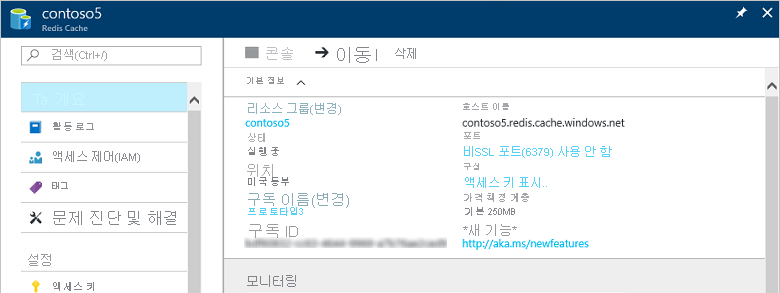 contoso5
Redis Cache
검색(Ctrl+/)
콘솔 이동 삭제
기본 정보
개요
활동 로그
액세스 제어(IAM)
태그
문제 진단 및 해결
설정
액세스 키
리소스 그룹(변경)
contoso5
상태
실행 중
위치
미국 동부
구독 이름(변경)
프로토타입3
구독 ID
호스트 이름
contoso5.redis.cache.windows.net
포트
비SSL 포트(6379) 사용 안 함
구실
액세스 키 표시..
가격 책정 계층
기본 250MB
*새 기능*
http://aka.ms/newfeatures
모니터링